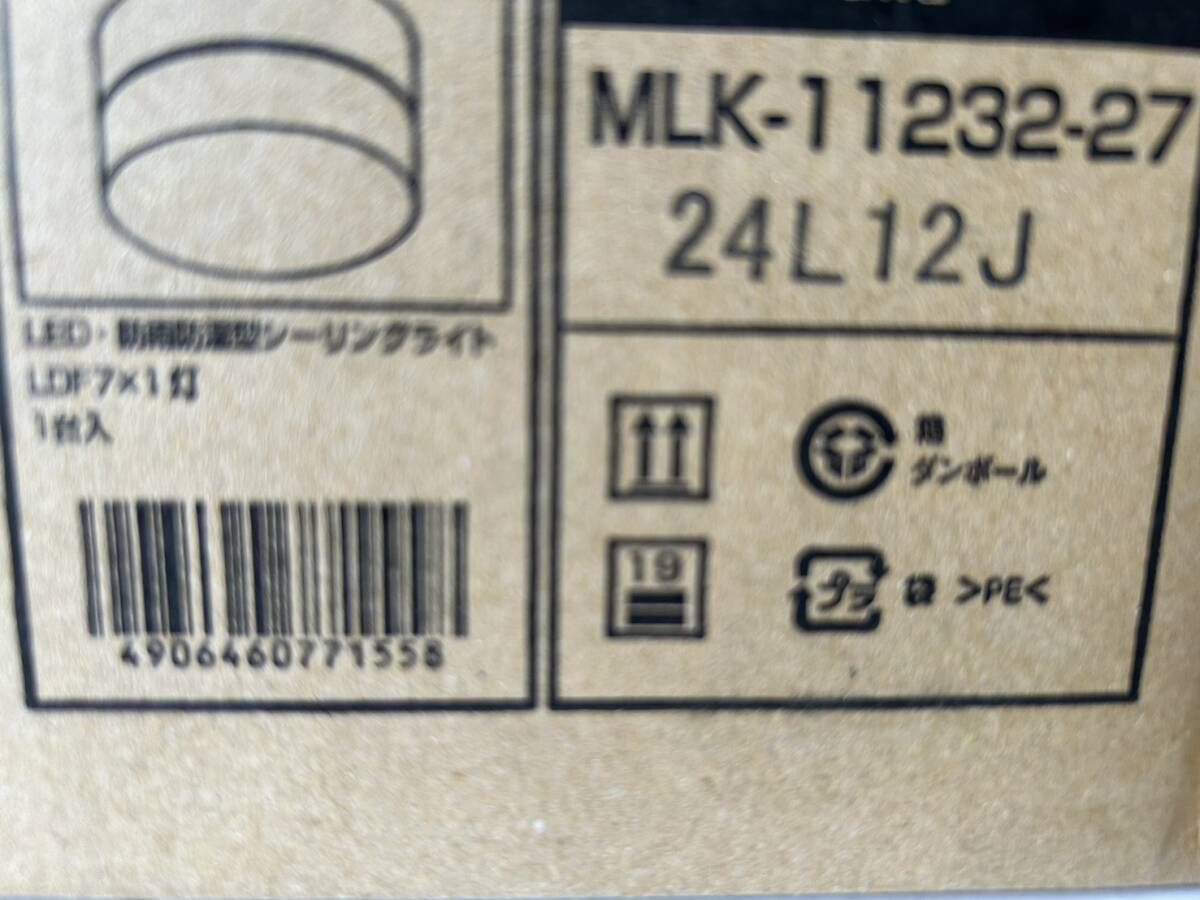 MLK-11232-27
24L12J
LED・防雨防湿型シーリングライト
LDF7×1灯
1台入
4906460771558
ダンボール
19
プラ
袋 >PE<